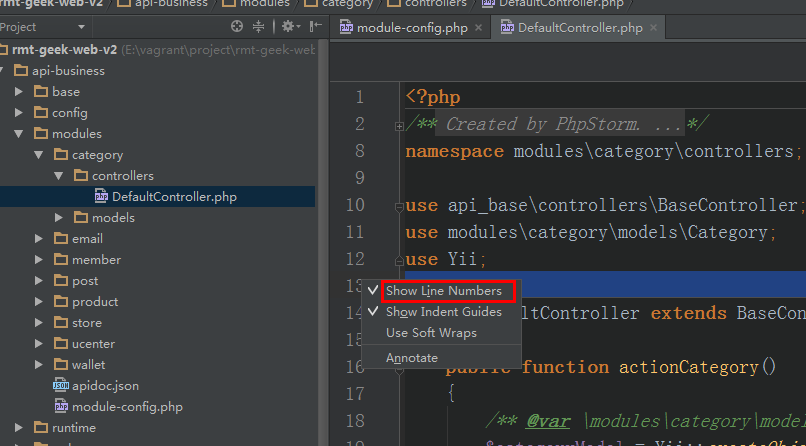 rmt-geek-web-v2 api-business modules category controllers DefaultController.php
Project
module-config.php DefaultController.php
rmt-geek-web-v2 (E:\vagrant\project\rmt-geek-web
api-business
base
config
modules
category
controllers
DefaultController.php
models
email
member
post
product
store
ucenter
wallet
apidoc.json
module-config.php
runtime
1 <?php
2 /** Created by PhpStorm. ...*/
8 namespace modules\category\controllers;
9
10 use api_base\controllers\BaseController;
11 use modules\category\models\Category;
12 use Yii;
13
14 ultController extends BaseCon
15
16 public function actionCategory()
17 {
18 /** @var \modules\category\mode
Show Line Numbers
Show Indent Guides
Use Soft Wraps
Annotate